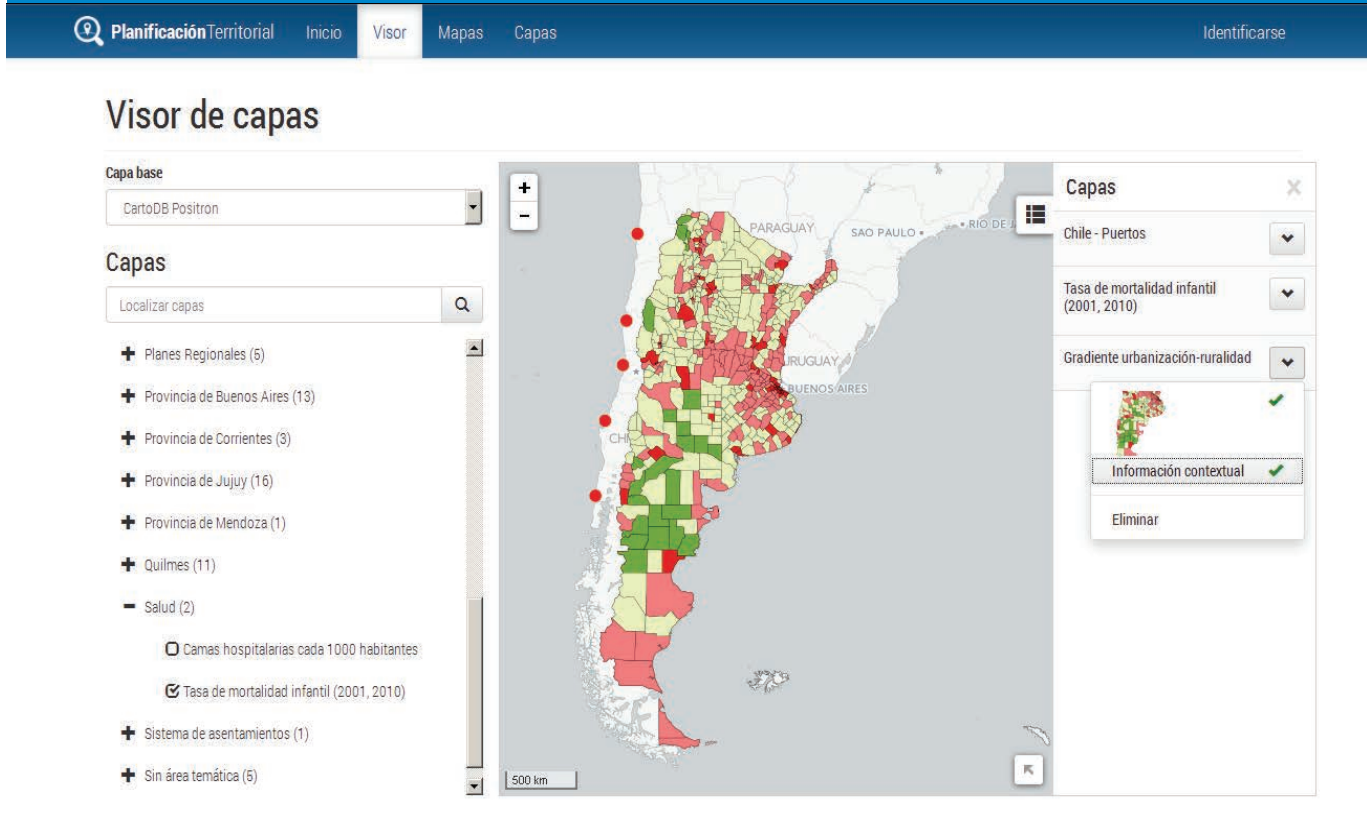 PlanificaciónTerritorial Inicio Visor Mapas Capas Identificarse
Visor de capas
Capa base
CartoDB Positron
Capas
Localizar capas
Planes Regionales (5)
Provincia de Buenos Aires (13)
Provincia de Corrientes (3)
Provincia de Jujuy (16)
Provincia de Mendoza (1)
Quilmes (11)
Salud (2)
Camas hospitalarias cada 1000 habitantes
Tasa de mortalidad infantil (2001, 2010)
Sistema de asentamientos (1)
Sin área temática (5)
+
-
PARAGUAY
SAO PAULO
RIO DE J
URUGUAY
BUENOS AIRES
CH
500 km
Capas
Chile - Puertos
Tasa de mortalidad infantil
(2001, 2010)
Gradiente urbanización-ruralidad
Información contextual
Eliminar